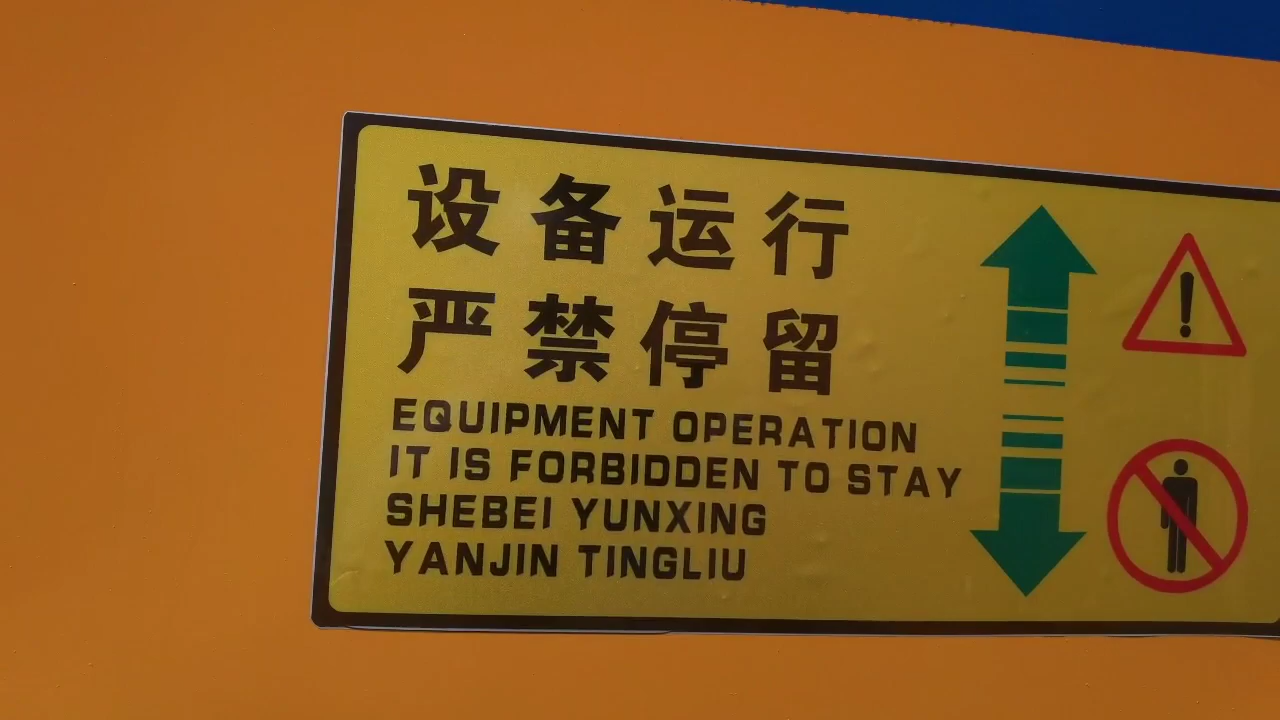 设备运行
严禁停留
EQUIPMENT OPERATION
IT IS FORBIDDEN TO STAY
SHEBEI YUNXING
YANJIN TINGLIU